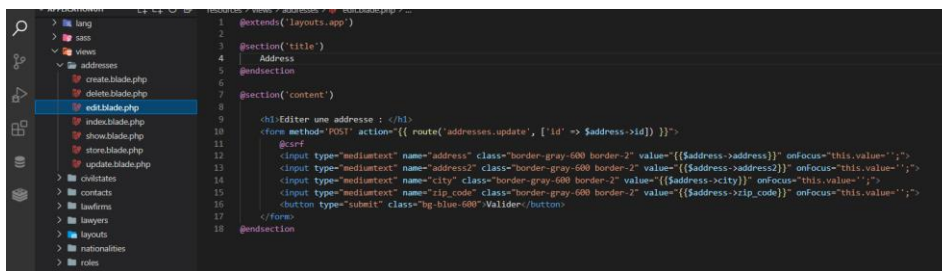 resources > views > addresses > edit.blade.php > ...
lang
sass
views
addresses
create.blade.php
delete.blade.php
edit.blade.php
index.blade.php
show.blade.php
store.blade.php
update.blade.php
civilstates
contacts
lawfirms
lawyers
layouts
nationalities
roles
1 @extends('layouts.app')
2
3 @section('title')
4 Address
5 @endsection
6
7 @section('content')
8
9 <h1>Editer une addresse : </h1>
10 <form method='POST' action="{{ route('addresses.update', ['id' => $address->id]) }}">
11 @csrf
12 <input type="mediumtext" name="address" class="border-gray-600 border-2" value="{{$address->address}}" onFocus="this.value='';">
13 <input type="mediumtext" name="address2" class="border-gray-600 border-2" value="{{$address->address2}}" onFocus="this.value='';">
14 <input type="mediumtext" name="city" class="border-gray-600 border-2" value="{{$address->city}}" onFocus="this.value='';">
15 <input type="mediumtext" name="zip_code" class="border-gray-600 border-2" value="{{$address->zip_code}}" onFocus="this.value='';">
16 <button type="submit" class="bg-blue-600">Valider</button>
17 </form>
18 @endsection